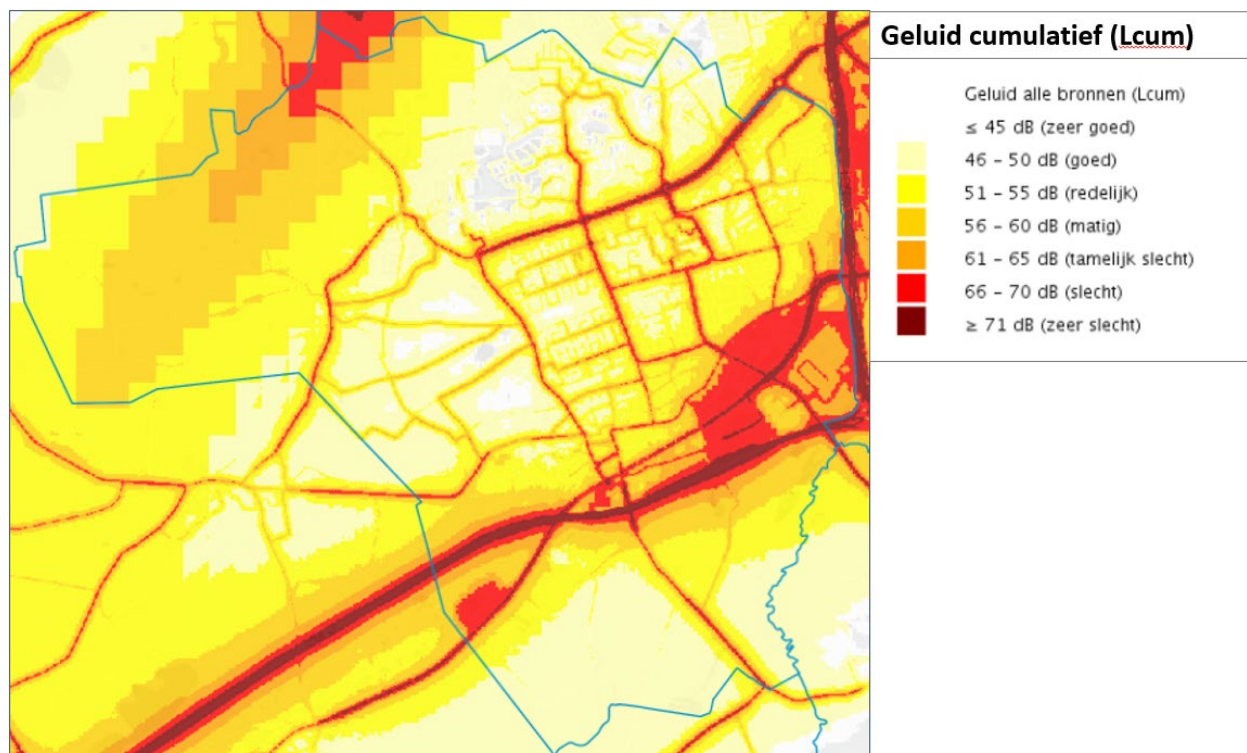 Geluid cumulatief (Lcum)
Geluid alle bronnen (Lcum)
≤ 45 dB (zeer goed)
46 – 50 dB (goed)
51 – 55 dB (redelijk)
56 – 60 dB (matig)
61 – 65 dB (tamelijk slecht)
66 – 70 dB (slecht)
≥ 71 dB (zeer slecht)